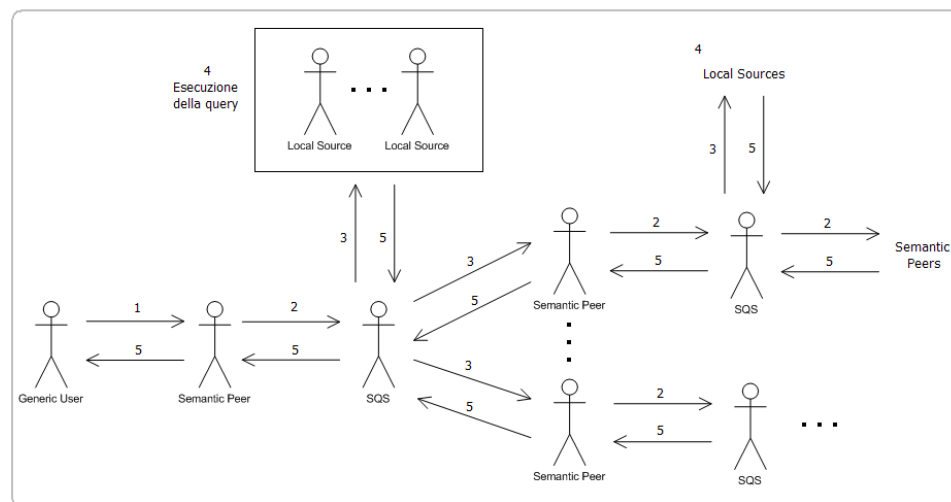 4
Esecuzione
della query
Local Source
Local Source
4
Local Sources
3
5
3
5
1
5
2
5
3
5
3
5
2
5
2
5
Semantic
Peers
2
5
Generic User
Semantic Peer
SQS
Semantic Peer
SQS
Semantic Peer
SQS